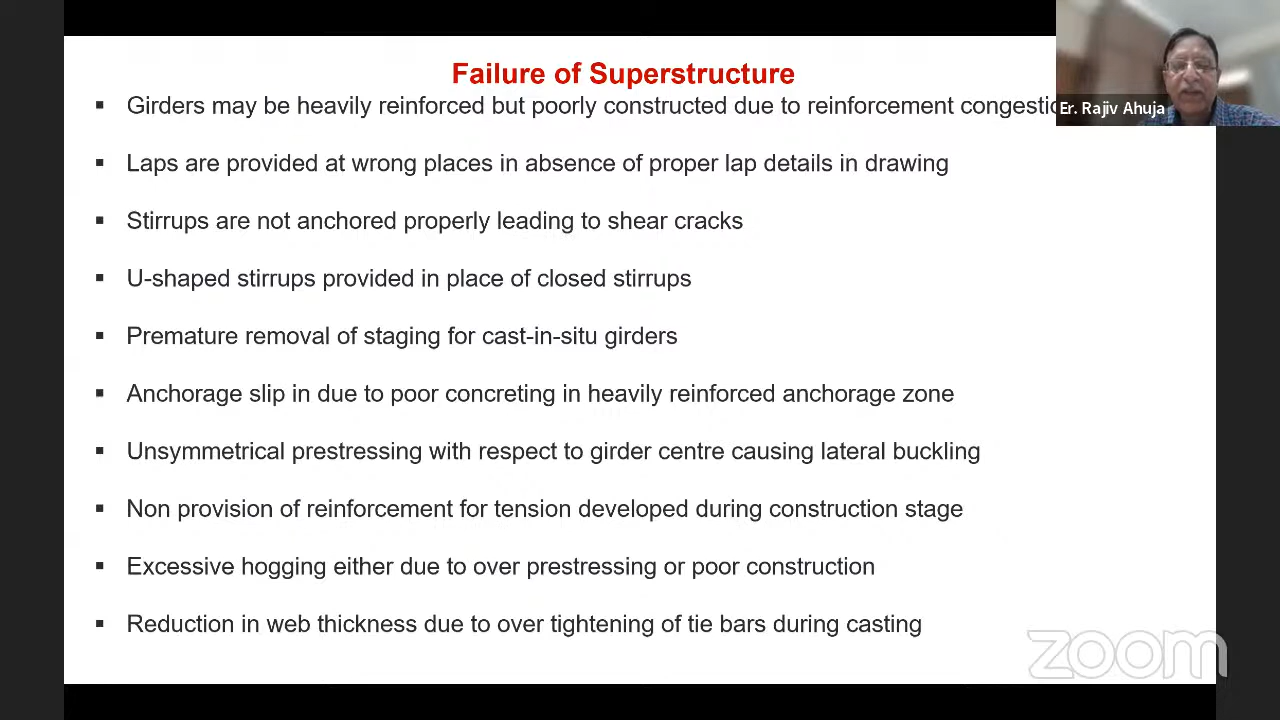 Failure of Superstructure
▪ Girders may be heavily reinforced but poorly constructed due to reinforcement
Er. Rajiv Ahuja
▪ Laps are provided at wrong places in absence of proper lap details in drawing
▪ Stirrups are not anchored properly leading to shear cracks
▪ U-shaped stirrups provided in place of closed stirrups
▪ Premature removal of staging for cast-in-situ girders
▪ Anchorage slip in due to poor concreting in heavily reinforced anchorage zone
▪ Unsymmetrical prestressing with respect to girder centre causing lateral buckling
▪ Non provision of reinforcement for tension developed during construction stage
▪ Excessive hogging either due to over prestressing or poor construction
▪ Reduction in web thickness due to over tightening of tie bars during casting
zoom